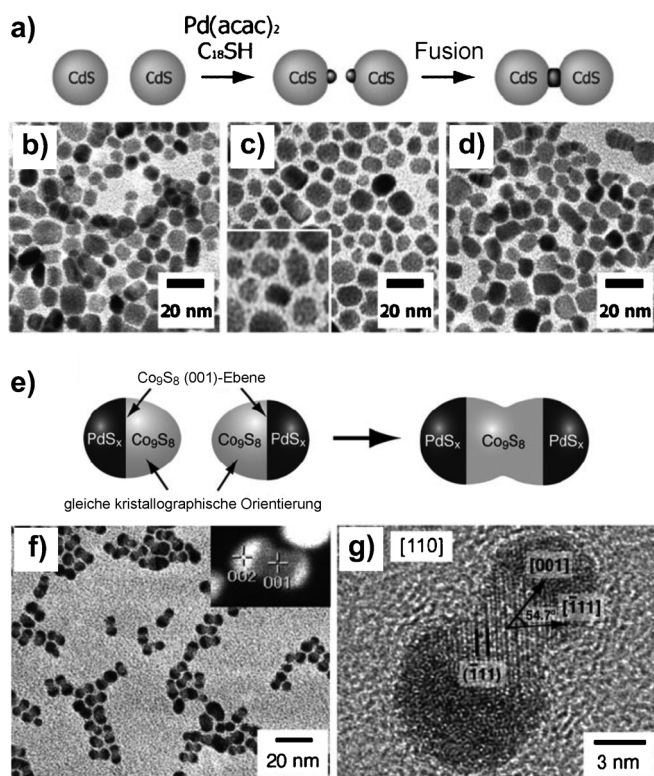 a)
Pd(acac)₂
C₁₈SH
Fusion
CdS CdS CdS CdS CdS CdS
b) c) d)
20 nm 20 nm 20 nm
e)
Co₉S₈ (001)-Ebene
PdSₓ Co₉S₈ Co₉S₈ PdSₓ PdSₓ Co₉S₈ PdSₓ
gleiche kristallographische Orientierung
f) g)
002 001
20 nm
[110]
[001]
54.7°
[1̄11]
(1̄11)
3 nm